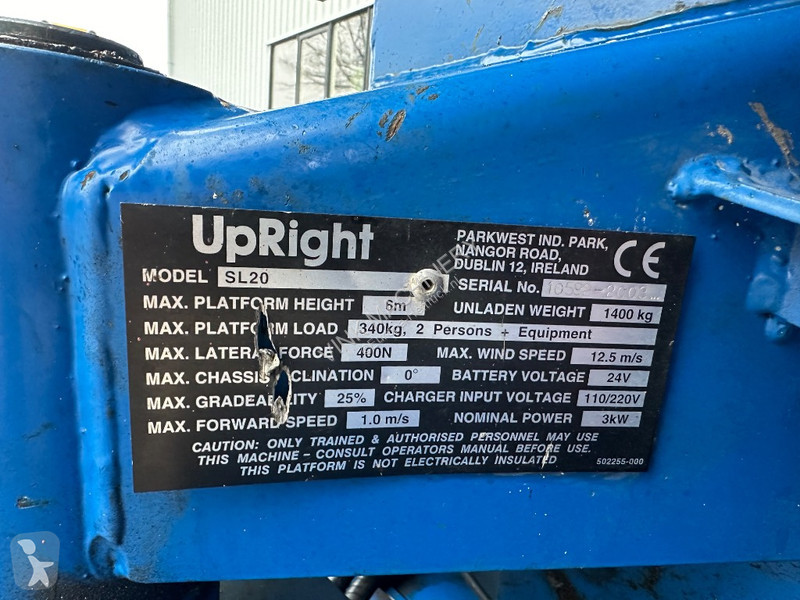 UpRight
PARKWEST IND. PARK,
NANGOR ROAD,
DUBLIN 12, IRELAND
CE
MODEL SL20
SERIAL No.
MAX. PLATFORM HEIGHT 6m
UNLADEN WEIGHT 1400 kg
MAX. PLATFORM LOAD 340kg, 2 Persons + Equipment
MAX. LATERAL FORCE 400N
MAX. WIND SPEED 12.5 m/s
MAX. CHASSIS INCLINATION 0°
BATTERY VOLTAGE 24V
MAX. GRADEABILITY 25%
CHARGER INPUT VOLTAGE 110/220V
MAX. FORWARD SPEED 1.0 m/s
NOMINAL POWER 3kW
CAUTION: ONLY TRAINED & AUTHORISED PERSONNEL MAY USE
THIS MACHINE – CONSULT OPERATORS MANUAL BEFORE USE.
THIS PLATFORM IS NOT ELECTRICALLY INSULATED
502255-000